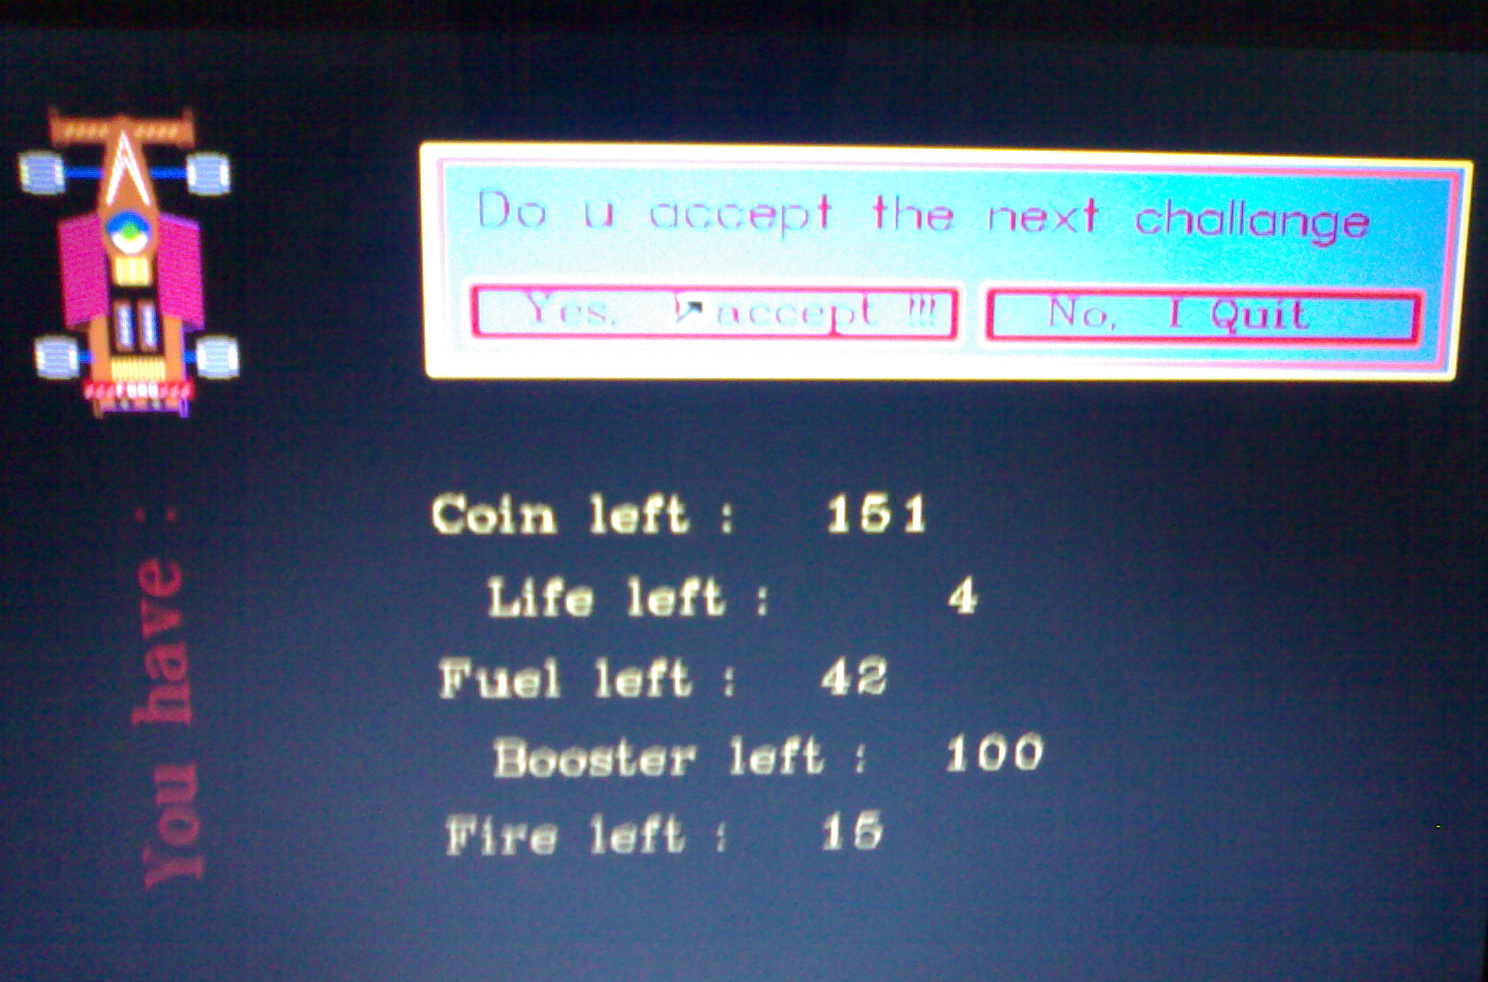 Do u accept the next challange
Yes, I accept !!!
No, I Quit
You have :
Coin left : 151
Life left : 4
Fuel left : 42
Booster left : 100
Fire left : 15